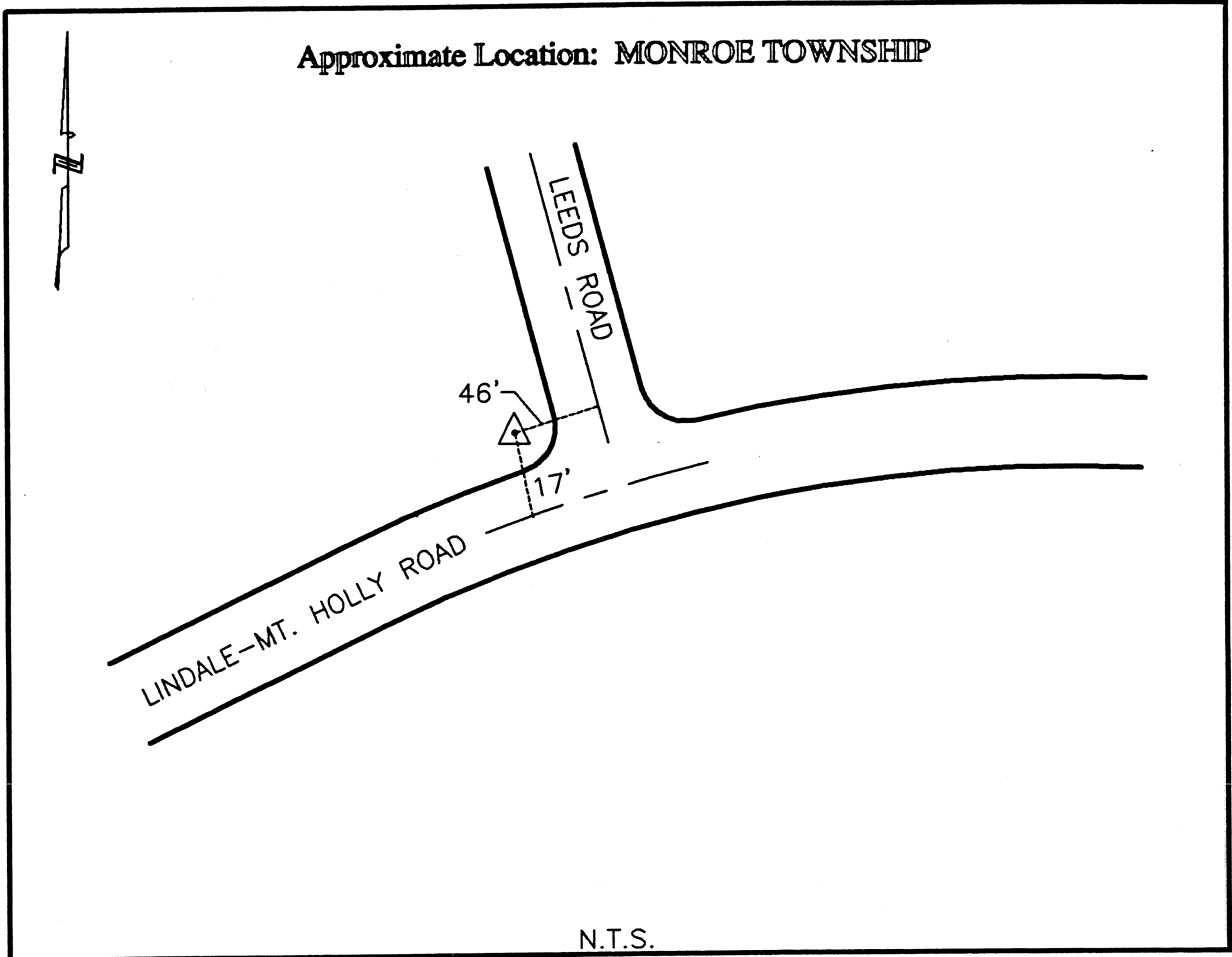 Approximate Location: MONROE TOWNSHIP
N
LEEDS ROAD
46'
17'
LINDALE-MT. HOLLY ROAD
N.T.S.